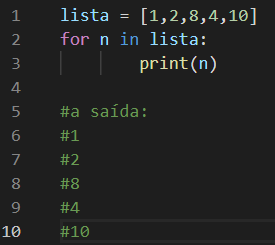 1 lista = [1,2,8,4,10]
2 for n in lista:
3 print(n)
4
5 #a saída:
6 #1
7 #2
8 #8
9 #4
10 #10